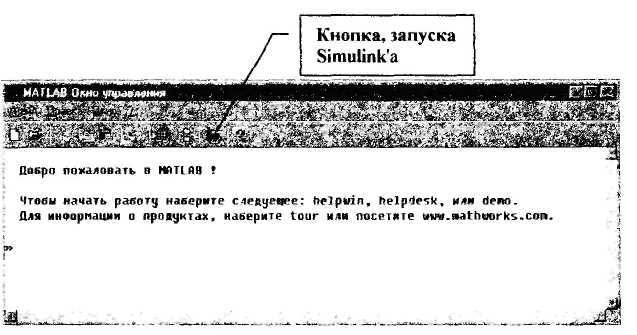 Кнопка, запуска
Simulink'а
MATLAB Окно управления
Добро пожаловать в MATLAB !
Чтобы начать работу наберите следуещее: helpwin, helpdesk, или demo.
Для информации о продуктах, наберите tour или посетите www.mathworks.com.
»